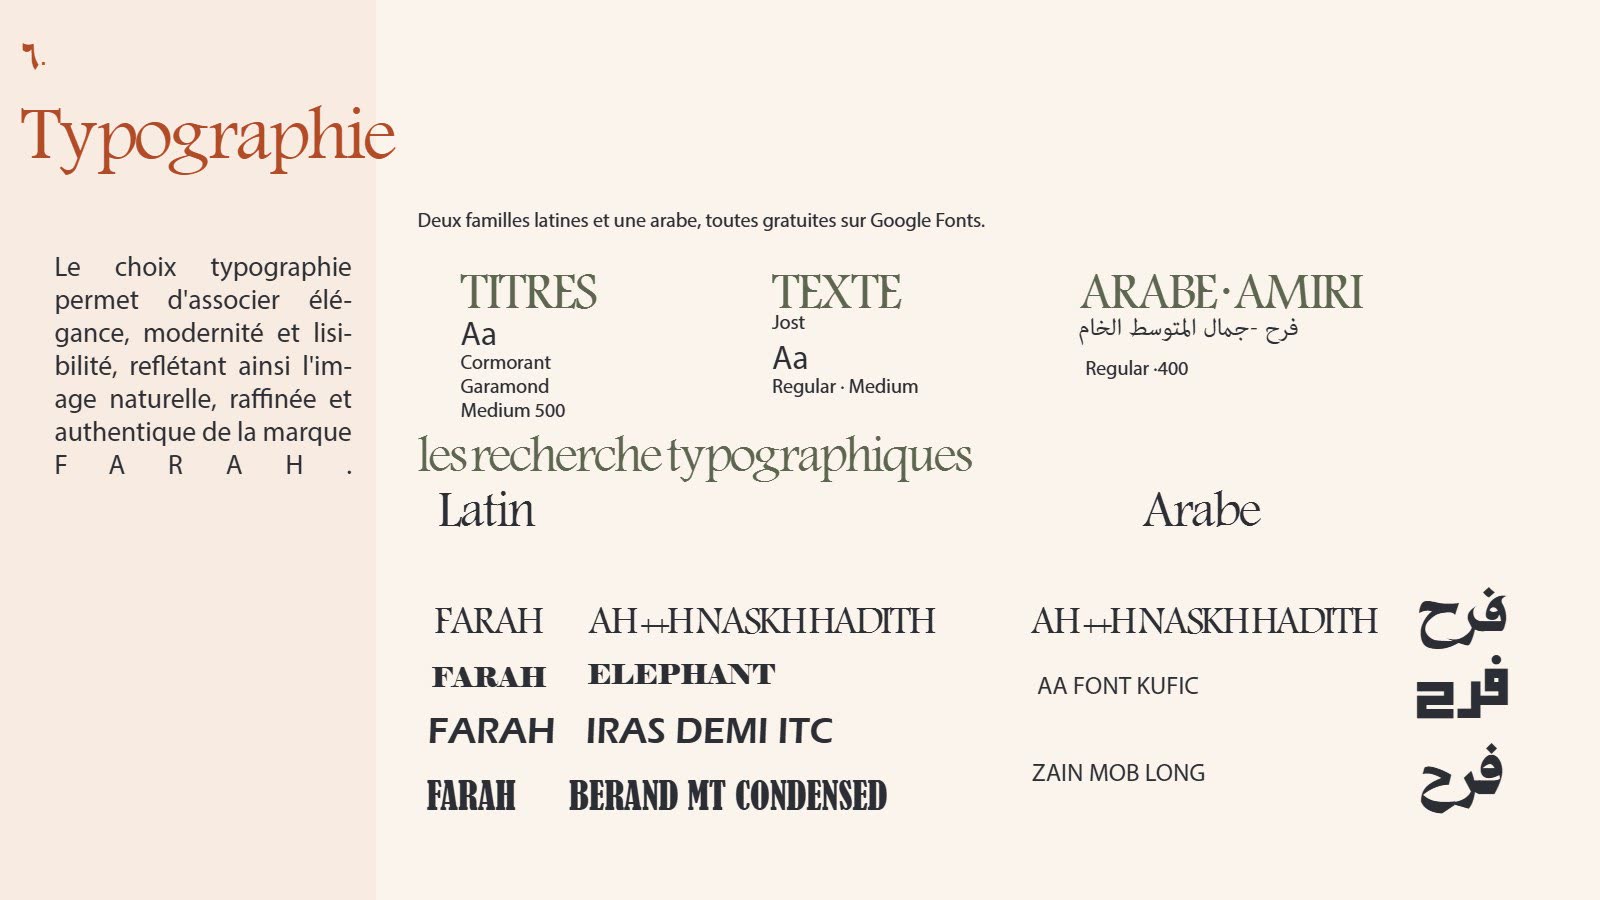 ٦.
Typographie
Le choix typographie
permet d'associer élé-
gance, modernité et lisi-
bilité, reflétant ainsi l'im-
age naturelle, raffinée et
authentique de la marque
F A R A H .
Deux familles latines et une arabe, toutes gratuites sur Google Fonts.
TITRES
Aa
Cormorant
Garamond
Medium 500
TEXTE
Jost
Aa
Regular · Medium
ARABE · AMIRI
فرح -جمال المتوسط الخام
Regular ·400
les recherche typographiques
Latin
FARAH AH ++H NASKH HADITH
FARAH ELEPHANT
FARAH IRAS DEMI ITC
FARAH BERAND MT CONDENSED
Arabe
AH ++H NASKH HADITH فرح
AA FONT KUFIC فرح
ZAIN MOB LONG فرح